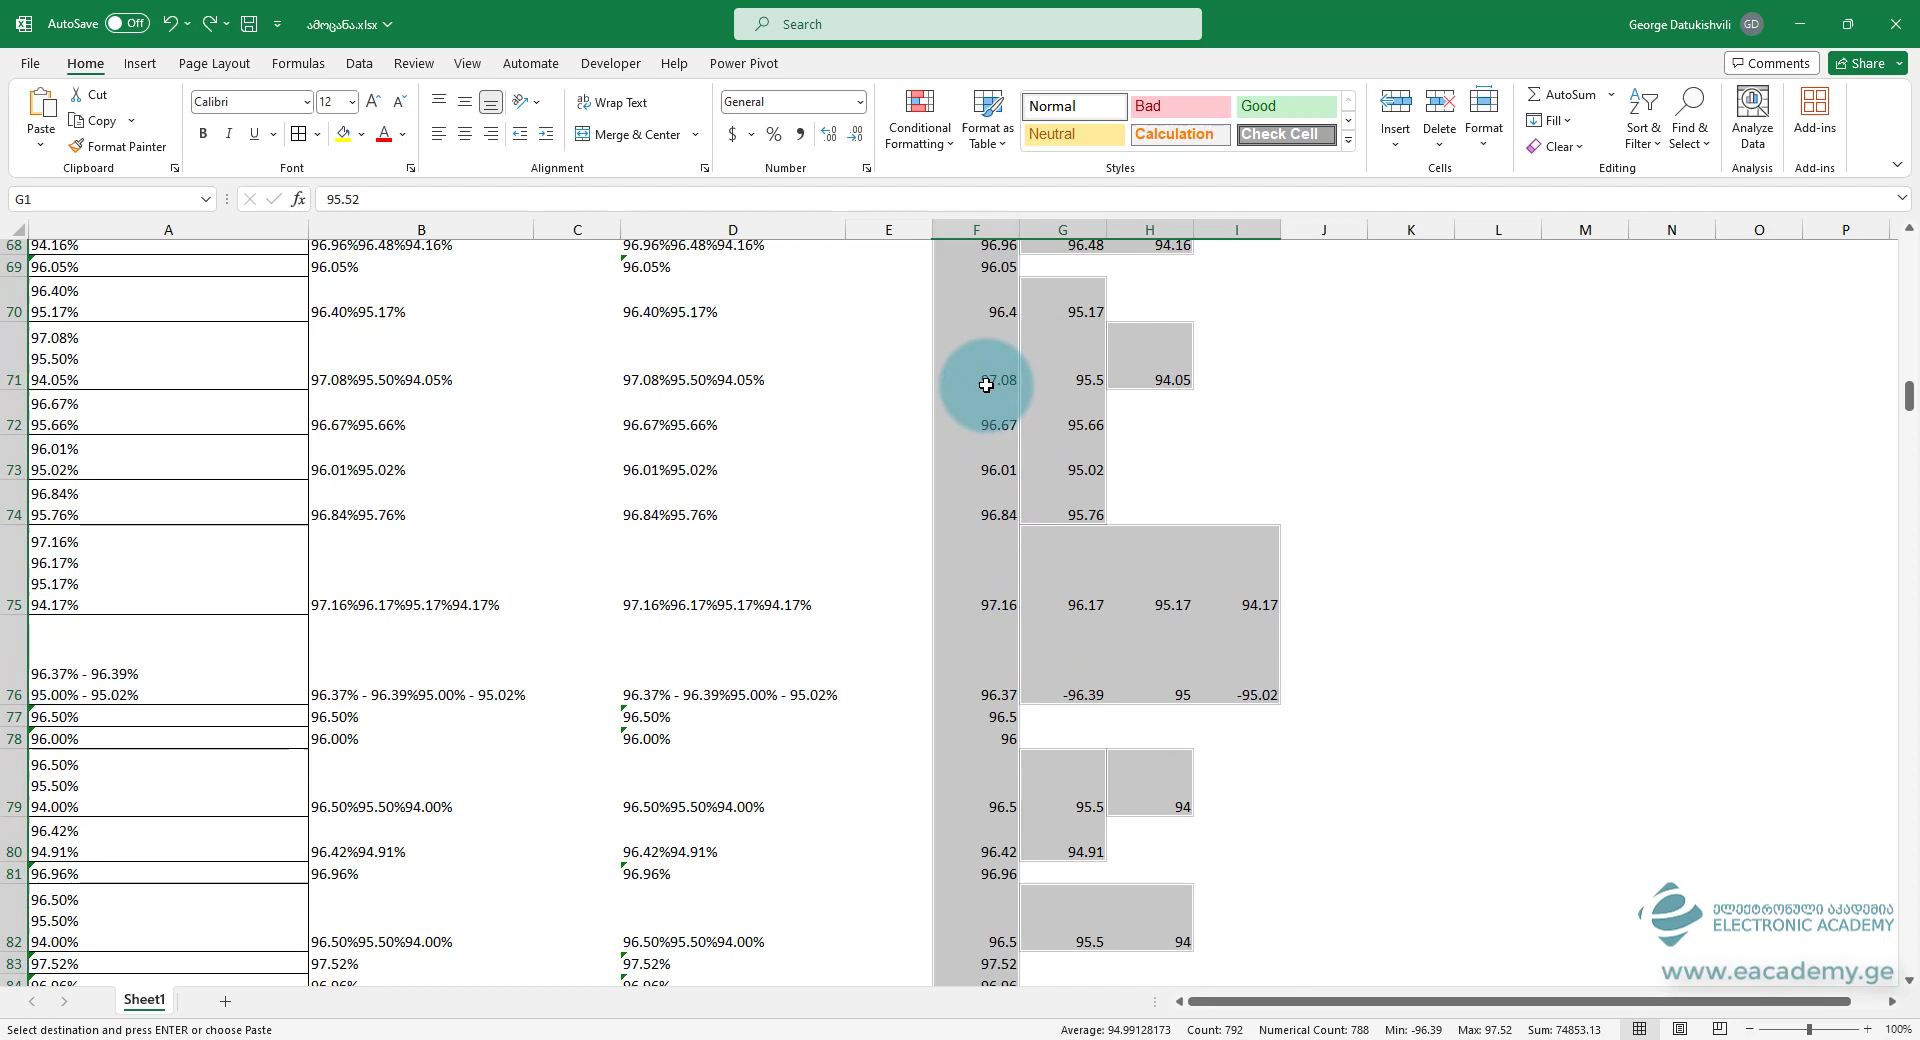 AutoSave Off ამოცანა.xlsx Search George Datukishvili GD
File Home Insert Page Layout Formulas Data Review View Automate Developer Help Power Pivot Comments Share
Paste Cut Copy Format Painter Clipboard
Calibri 12 B I U Font
Wrap Text Merge & Center Alignment
General $ % Number
Conditional Formatting Format as Table
Normal Bad Good
Neutral Calculation Check Cell
Styles
Insert Delete Format Cells
AutoSum Fill Clear Sort & Filter Find & Select Editing
Analyze Data Analysis
Add-ins Add-ins
G1 fx 95.52
A B C D E F G H I J K L M N O P
68 94.16% 96.96%96.48%94.16% 96.96%96.48%94.16% 96.96 96.48 94.16
69 96.05% 96.05% 96.05% 96.05
96.40%
70 95.17% 96.40%95.17% 96.40%95.17% 96.4 95.17
97.08%
95.50%
71 94.05% 97.08%95.50%94.05% 97.08%95.50%94.05% 97.08 95.5 94.05
96.67%
72 95.66% 96.67%95.66% 96.67%95.66% 96.67 95.66
96.01%
73 95.02% 96.01%95.02% 96.01%95.02% 96.01 95.02
96.84%
74 95.76% 96.84%95.76% 96.84%95.76% 96.84 95.76
97.16%
96.17%
95.17%
75 94.17% 97.16%96.17%95.17%94.17% 97.16%96.17%95.17%94.17% 97.16 96.17 95.17 94.17
96.37% - 96.39%
76 95.00% - 95.02% 96.37% - 96.39%95.00% - 95.02% 96.37% - 96.39%95.00% - 95.02% 96.37 -96.39 95 -95.02
77 96.50% 96.50% 96.50% 96.5
78 96.00% 96.00% 96.00% 96
96.50%
95.50%
79 94.00% 96.50%95.50%94.00% 96.50%95.50%94.00% 96.5 95.5 94
96.42%
80 94.91% 96.42%94.91% 96.42%94.91% 96.42 94.91
81 96.96% 96.96% 96.96% 96.96
96.50%
95.50%
82 94.00% 96.50%95.50%94.00% 96.50%95.50%94.00% 96.5 95.5 94
83 97.52% 97.52% 97.52% 97.52
84 96.96% 96.96% 96.96% 96.96
ელექტრონული აკადემია
ELECTRONIC ACADEMY
www.eacademy.ge
Sheet1
Select destination and press ENTER or choose Paste Average: 94.99128173 Count: 792 Numerical Count: 788 Min: -96.39 Max: 97.52 Sum: 74853.13 100%